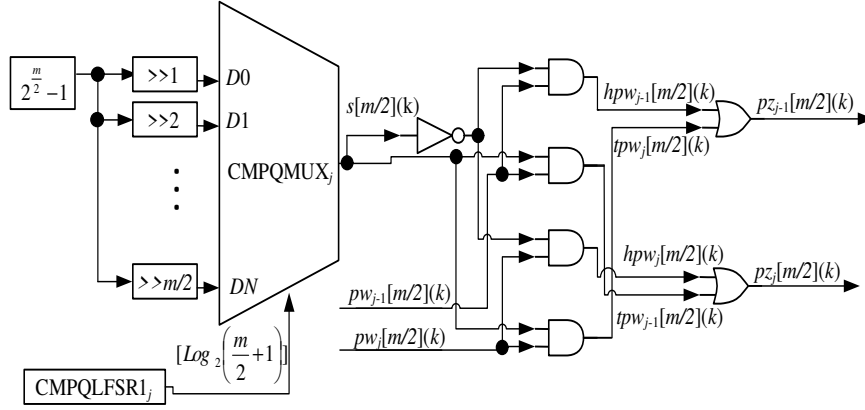 2^{m/2}-1
>>1
>>2
>>m/2
D0
D1
DN
CMPQMUX_j
s[m/2](k)
pw_{j-1}[m/2](k)
pw_j[m/2](k)
[Log_2(m/2+1)]
CMPQLFSR1_j
hpw_{j-1}[m/2](k)
tpw_j[m/2](k)
pz_{j-1}[m/2](k)
hpw_j[m/2](k)
tpw_{j-1}[m/2](k)
pz_j[m/2](k)